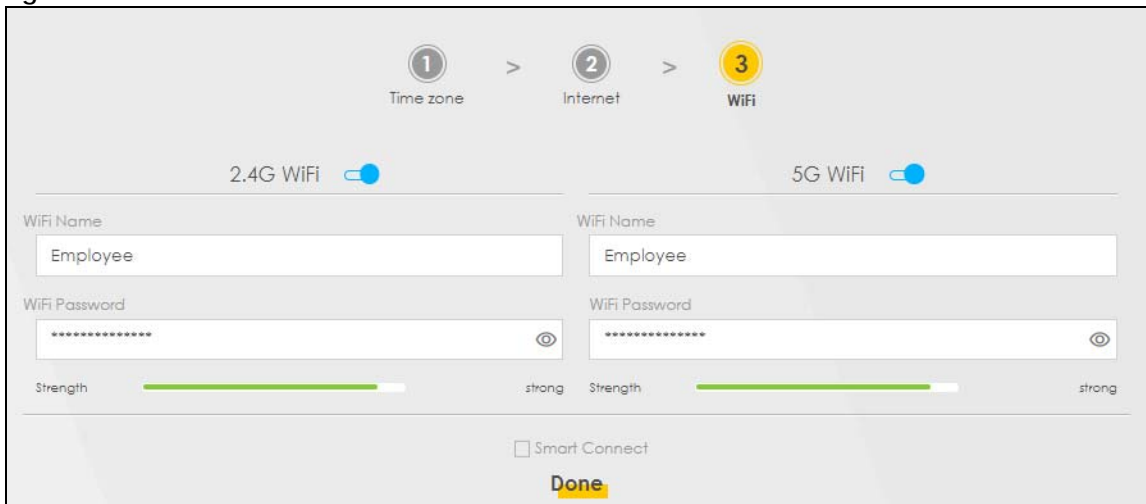 1 > 2 > 3
Time zone Internet WiFi
2.4G WiFi 5G WiFi
WiFi Name WiFi Name
Employee Employee
WiFi Password WiFi Password
************** **************
Strength strong Strength strong
Smart Connect
Done